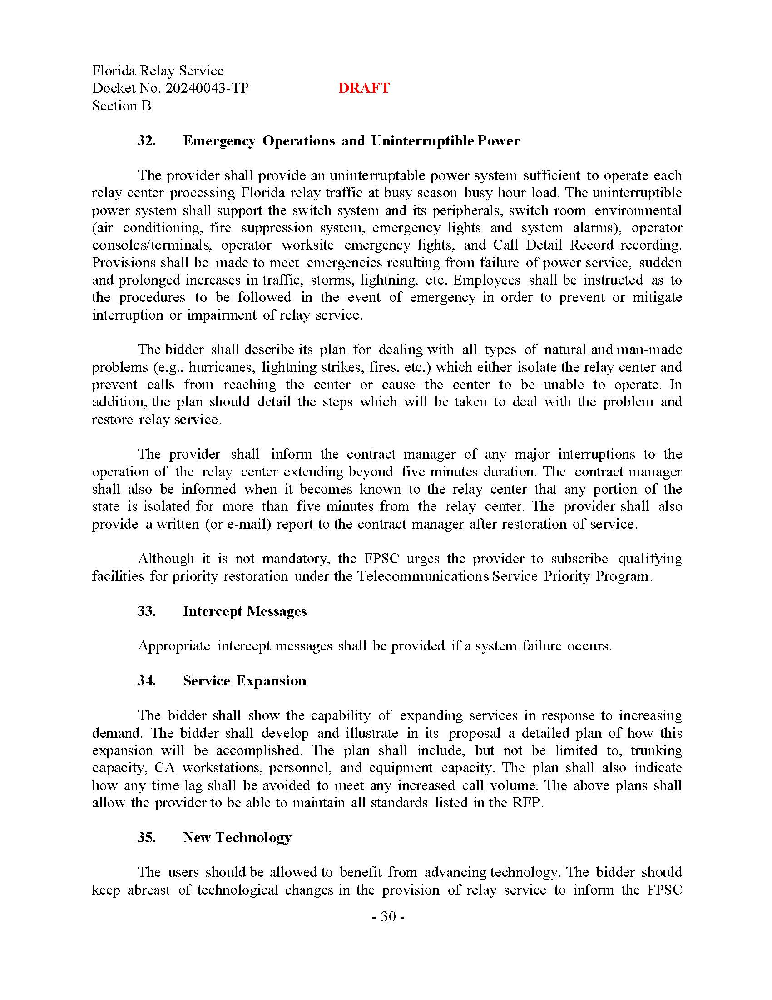 Florida Relay Service
Docket No. 20240043-TP DRAFT
Section B
32. Emergency Operations and Uninterruptible Power
The provider shall provide an uninterruptable power system sufficient to operate each
relay center processing Florida relay traffic at busy season busy hour load. The uninterruptible
power system shall support the switch system and its peripherals, switch room environmental
(air conditioning, fire suppression system, emergency lights and system alarms), operator
consoles/terminals, operator worksite emergency lights, and Call Detail Record recording.
Provisions shall be made to meet emergencies resulting from failure of power service, sudden
and prolonged increases in traffic, storms, lightning, etc. Employees shall be instructed as to
the procedures to be followed in the event of emergency in order to prevent or mitigate
interruption or impairment of relay service.
The bidder shall describe its plan for dealing with all types of natural and man-made
problems (e.g., hurricanes, lightning strikes, fires, etc.) which either isolate the relay center and
prevent calls from reaching the center or cause the center to be unable to operate. In
addition, the plan should detail the steps which will be taken to deal with the problem and
restore relay service.
The provider shall inform the contract manager of any major interruptions to the
operation of the relay center extending beyond five minutes duration. The contract manager
shall also be informed when it becomes known to the relay center that any portion of the
state is isolated for more than five minutes from the relay center. The provider shall also
provide a written (or e-mail) report to the contract manager after restoration of service.
Although it is not mandatory, the FPSC urges the provider to subscribe qualifying
facilities for priority restoration under the Telecommunications Service Priority Program.
33. Intercept Messages
Appropriate intercept messages shall be provided if a system failure occurs.
34. Service Expansion
The bidder shall show the capability of expanding services in response to increasing
demand. The bidder shall develop and illustrate in its proposal a detailed plan of how this
expansion will be accomplished. The plan shall include, but not be limited to, trunking
capacity, CA workstations, personnel, and equipment capacity. The plan shall also indicate
how any time lag shall be avoided to meet any increased call volume. The above plans shall
allow the provider to be able to maintain all standards listed in the RFP.
35. New Technology
The users should be allowed to benefit from advancing technology. The bidder should
keep abreast of technological changes in the provision of relay service to inform the FPSC
- 30 -